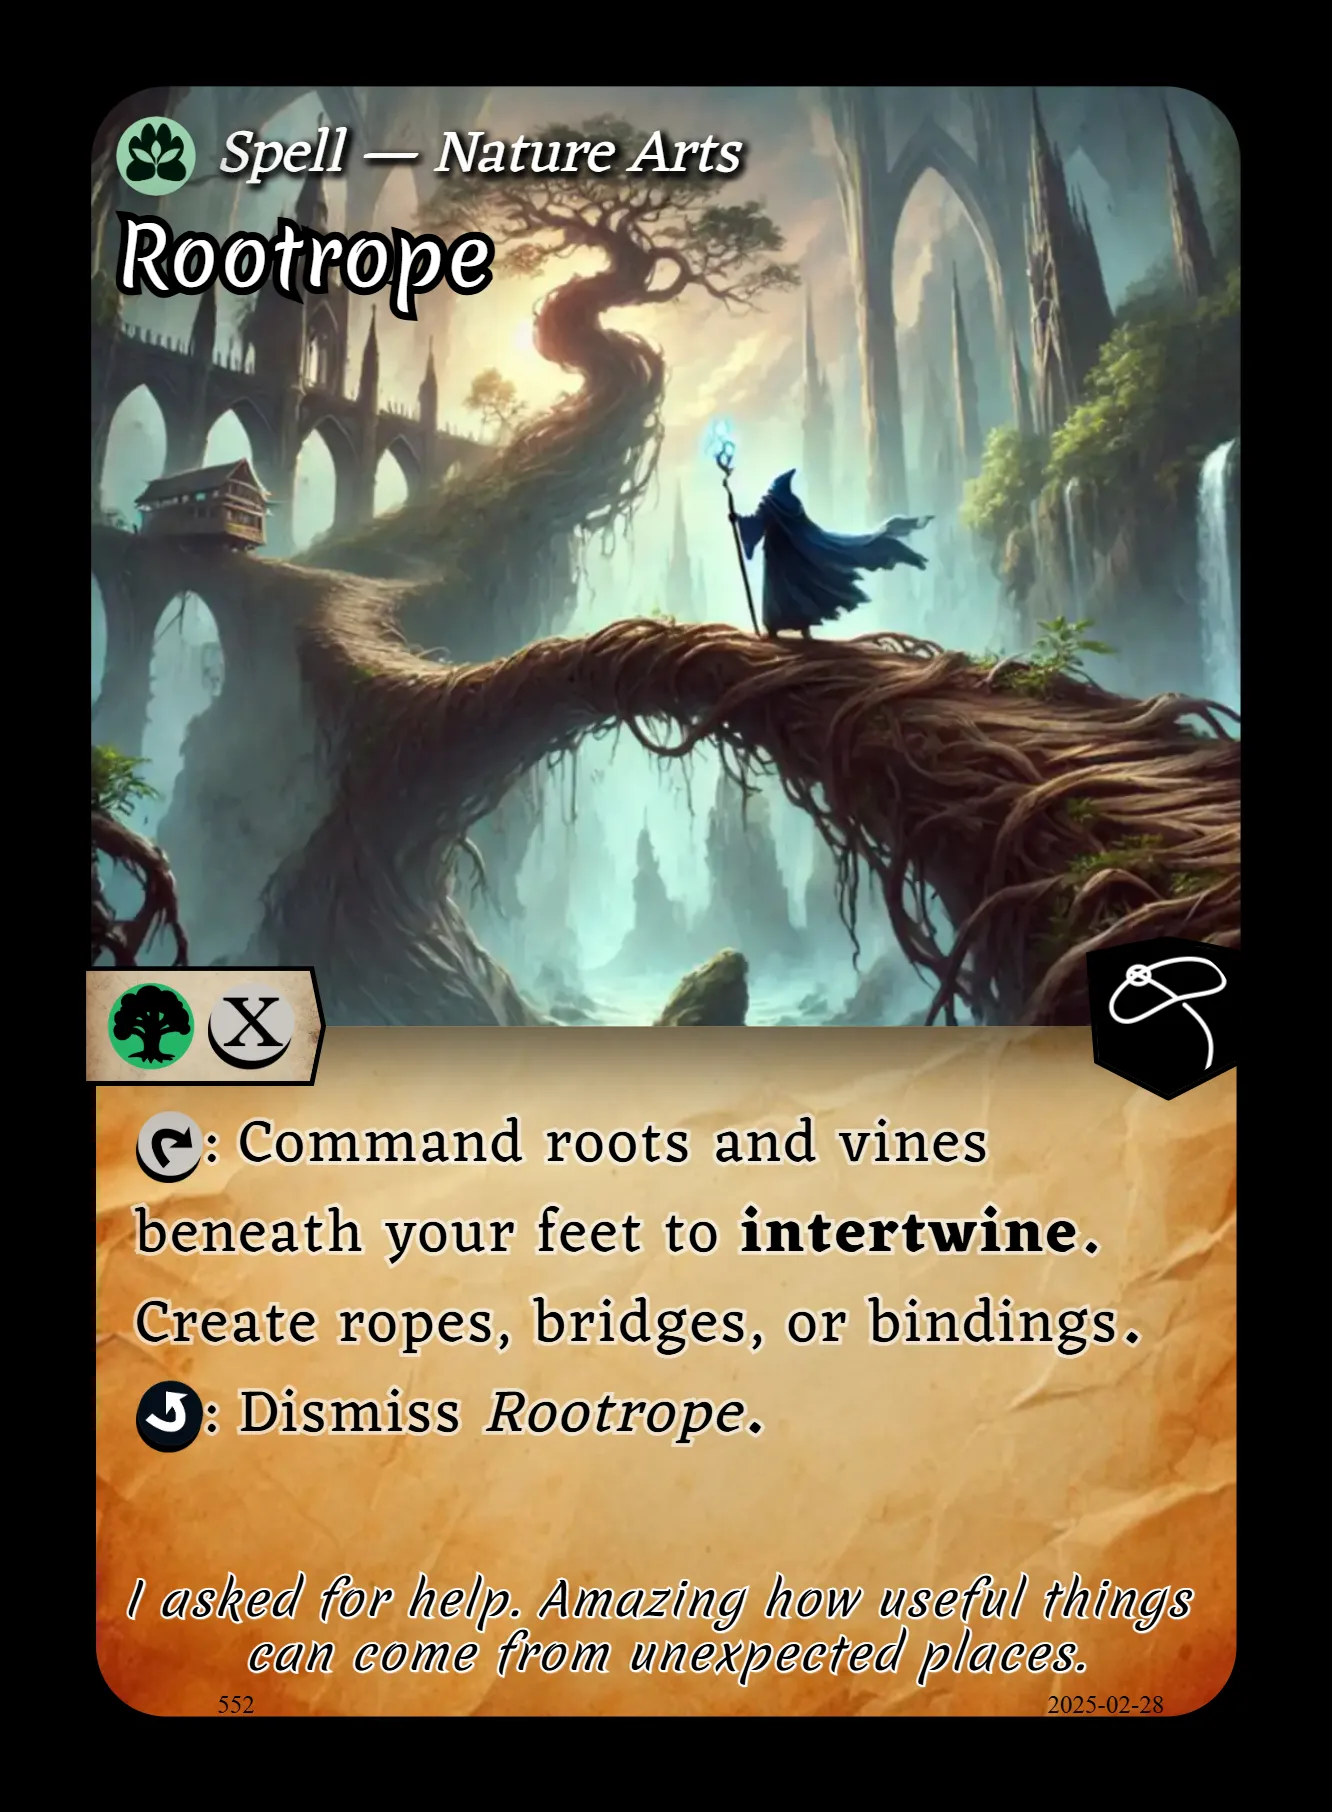 Spell — Nature Arts
Rootrope
X
: Command roots and vines
beneath your feet to intertwine.
Create ropes, bridges, or bindings.
: Dismiss Rootrope.
I asked for help. Amazing how useful things
can come from unexpected places.
552
2025-02-28